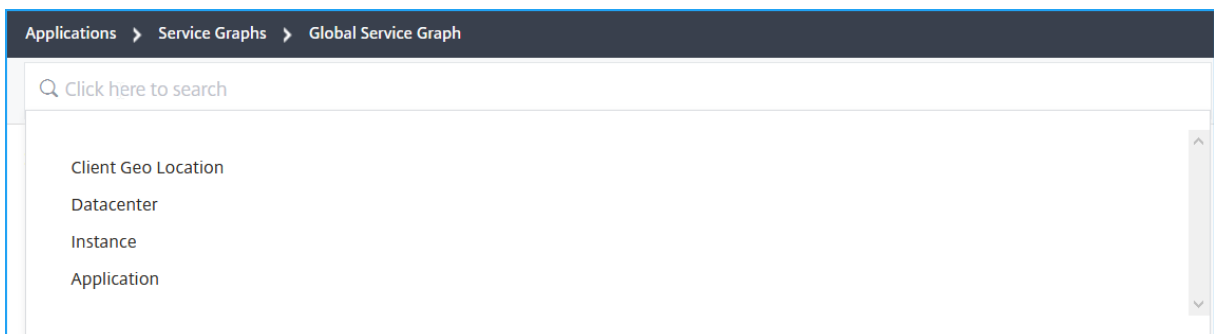 Applications > Service Graphs > Global Service Graph
Click here to search
Client Geo Location
Datacenter
Instance
Application